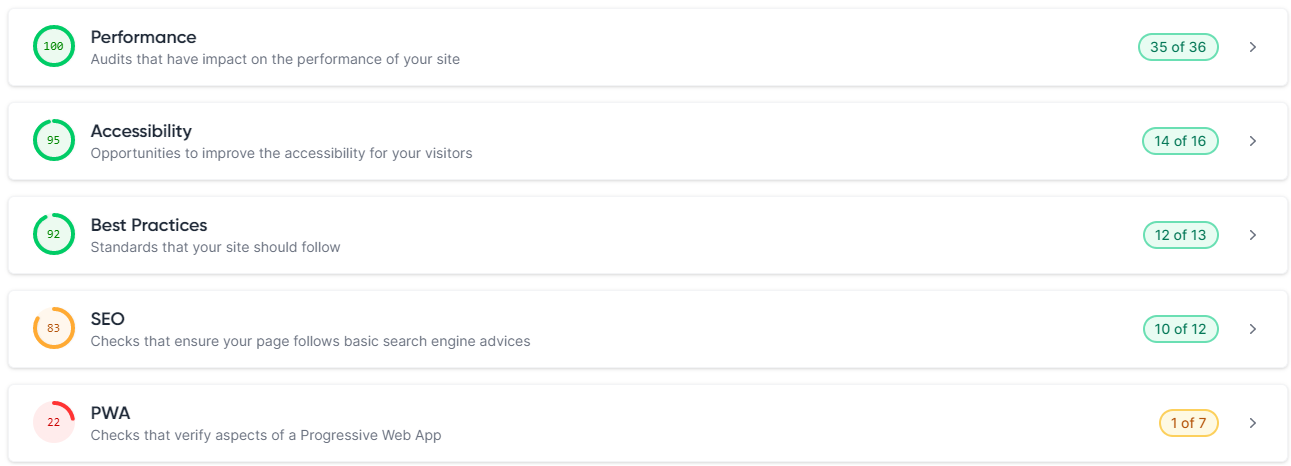 100
Performance
Audits that have impact on the performance of your site
35 of 36
95
Accessibility
Opportunities to improve the accessibility for your visitors
14 of 16
92
Best Practices
Standards that your site should follow
12 of 13
83
SEO
Checks that ensure your page follows basic search engine advices
10 of 12
22
PWA
Checks that verify aspects of a Progressive Web App
1 of 7